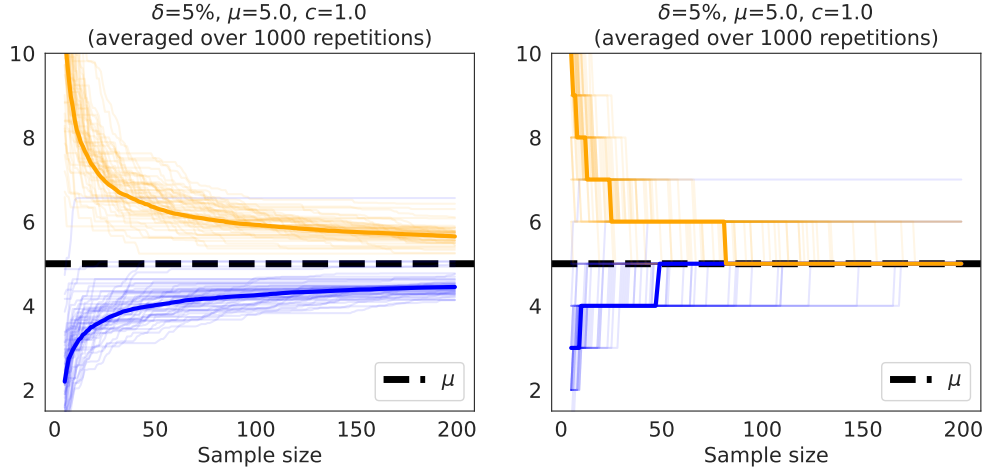 δ=5%, μ=5.0, c=1.0
(averaged over 1000 repetitions)
10
8
6
4
2
0
50
100
150
200
Sample size
μ
δ=5%, μ=5.0, c=1.0
(averaged over 1000 repetitions)
10
8
6
4
2
0
50
100
150
200
Sample size
μ